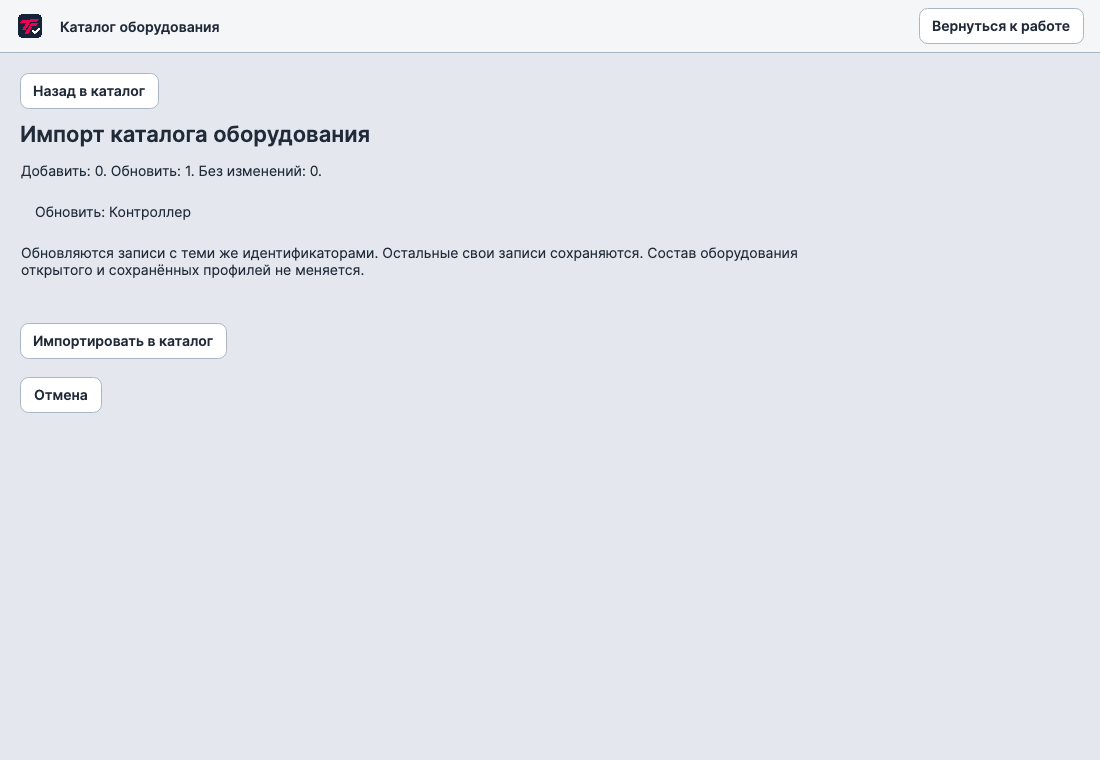 Каталог оборудования
Вернуться к работе
Назад в каталог
Импорт каталога оборудования
Добавить: 0. Обновить: 1. Без изменений: 0.
Обновить: Контроллер
Обновляются записи с теми же идентификаторами. Остальные свои записи сохраняются. Состав оборудования
открытого и сохранённых профилей не меняется.
Импортировать в каталог
Отмена